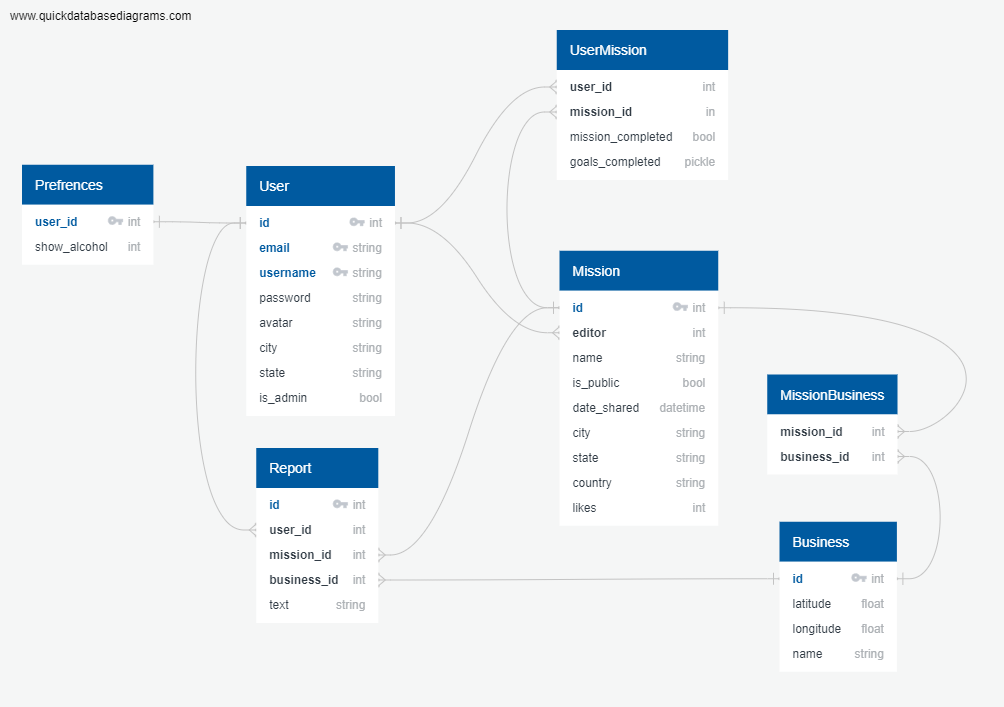 www.quickdatabasediagrams.com
UserMission
user_id int
mission_id in
mission_completed bool
goals_completed pickle
Prefrences
user_id int
show_alcohol int
User
id int
email string
username string
password string
avatar string
city string
state string
is_admin bool
Mission
id int
editor int
name string
is_public bool
date_shared datetime
city string
state string
country string
likes int
MissionBusiness
mission_id int
business_id int
Report
id int
user_id int
mission_id int
business_id int
text string
Business
id int
latitude float
longitude float
name string